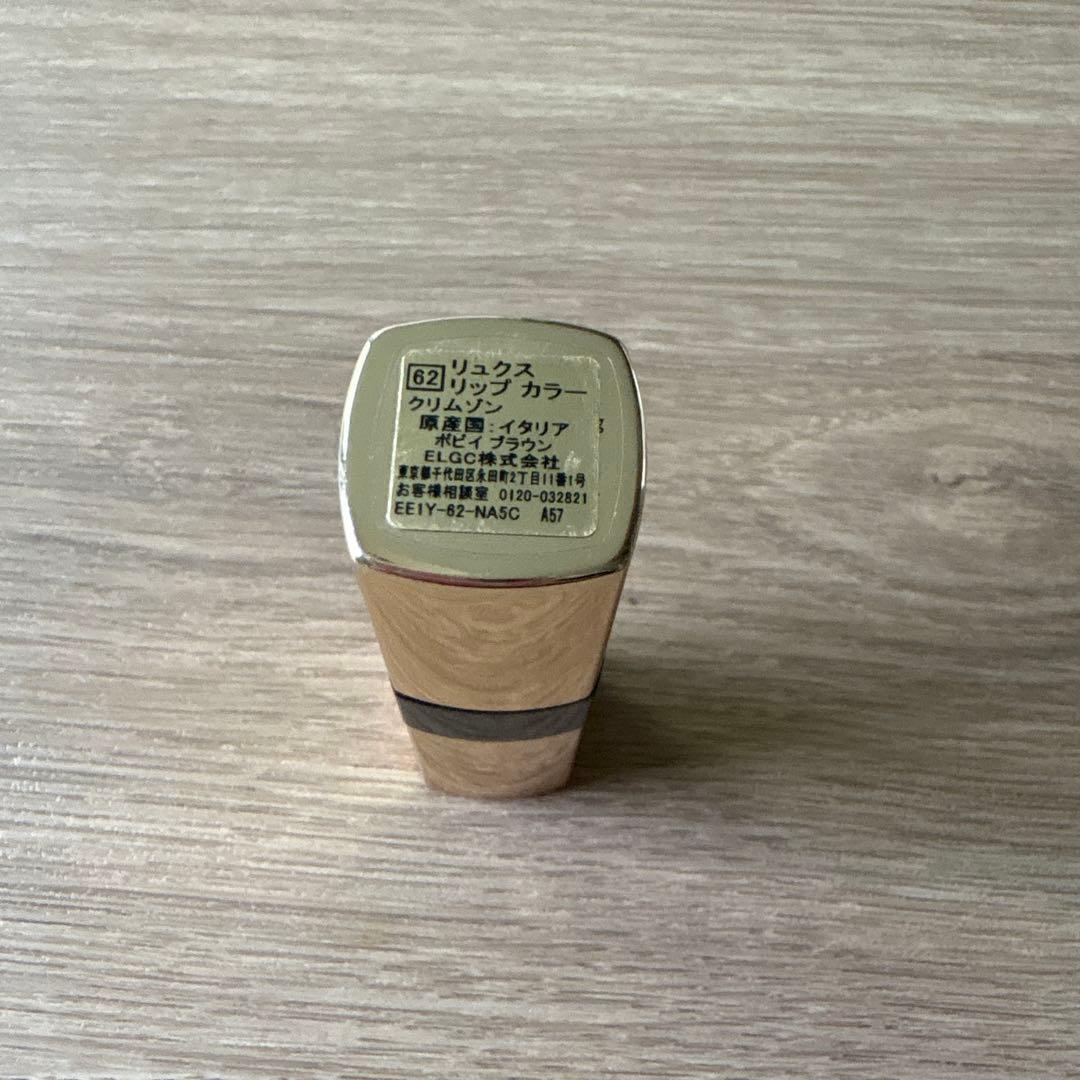 62 リュクス
リップ カラー
クリムゾン
原産国:イタリア
ボビイ ブラウン
ELGC株式会社
東京都千代田区永田町2丁目11番1号
お客様相談室 0120-032821
EE1Y-62-NA5C A57